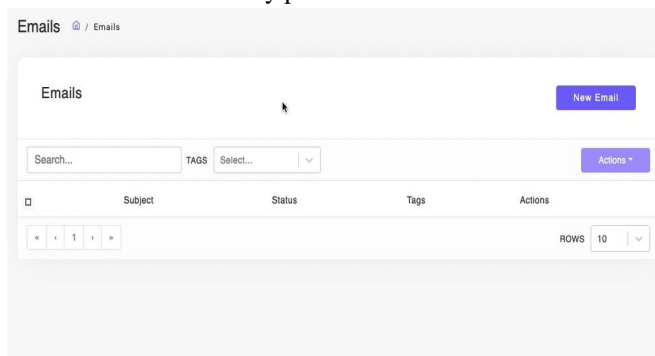 Emails / Emails
Emails
New Email
Search... TAGS Select... Actions
Subject Status Tags Actions
« ‹ 1 › » ROWS 10